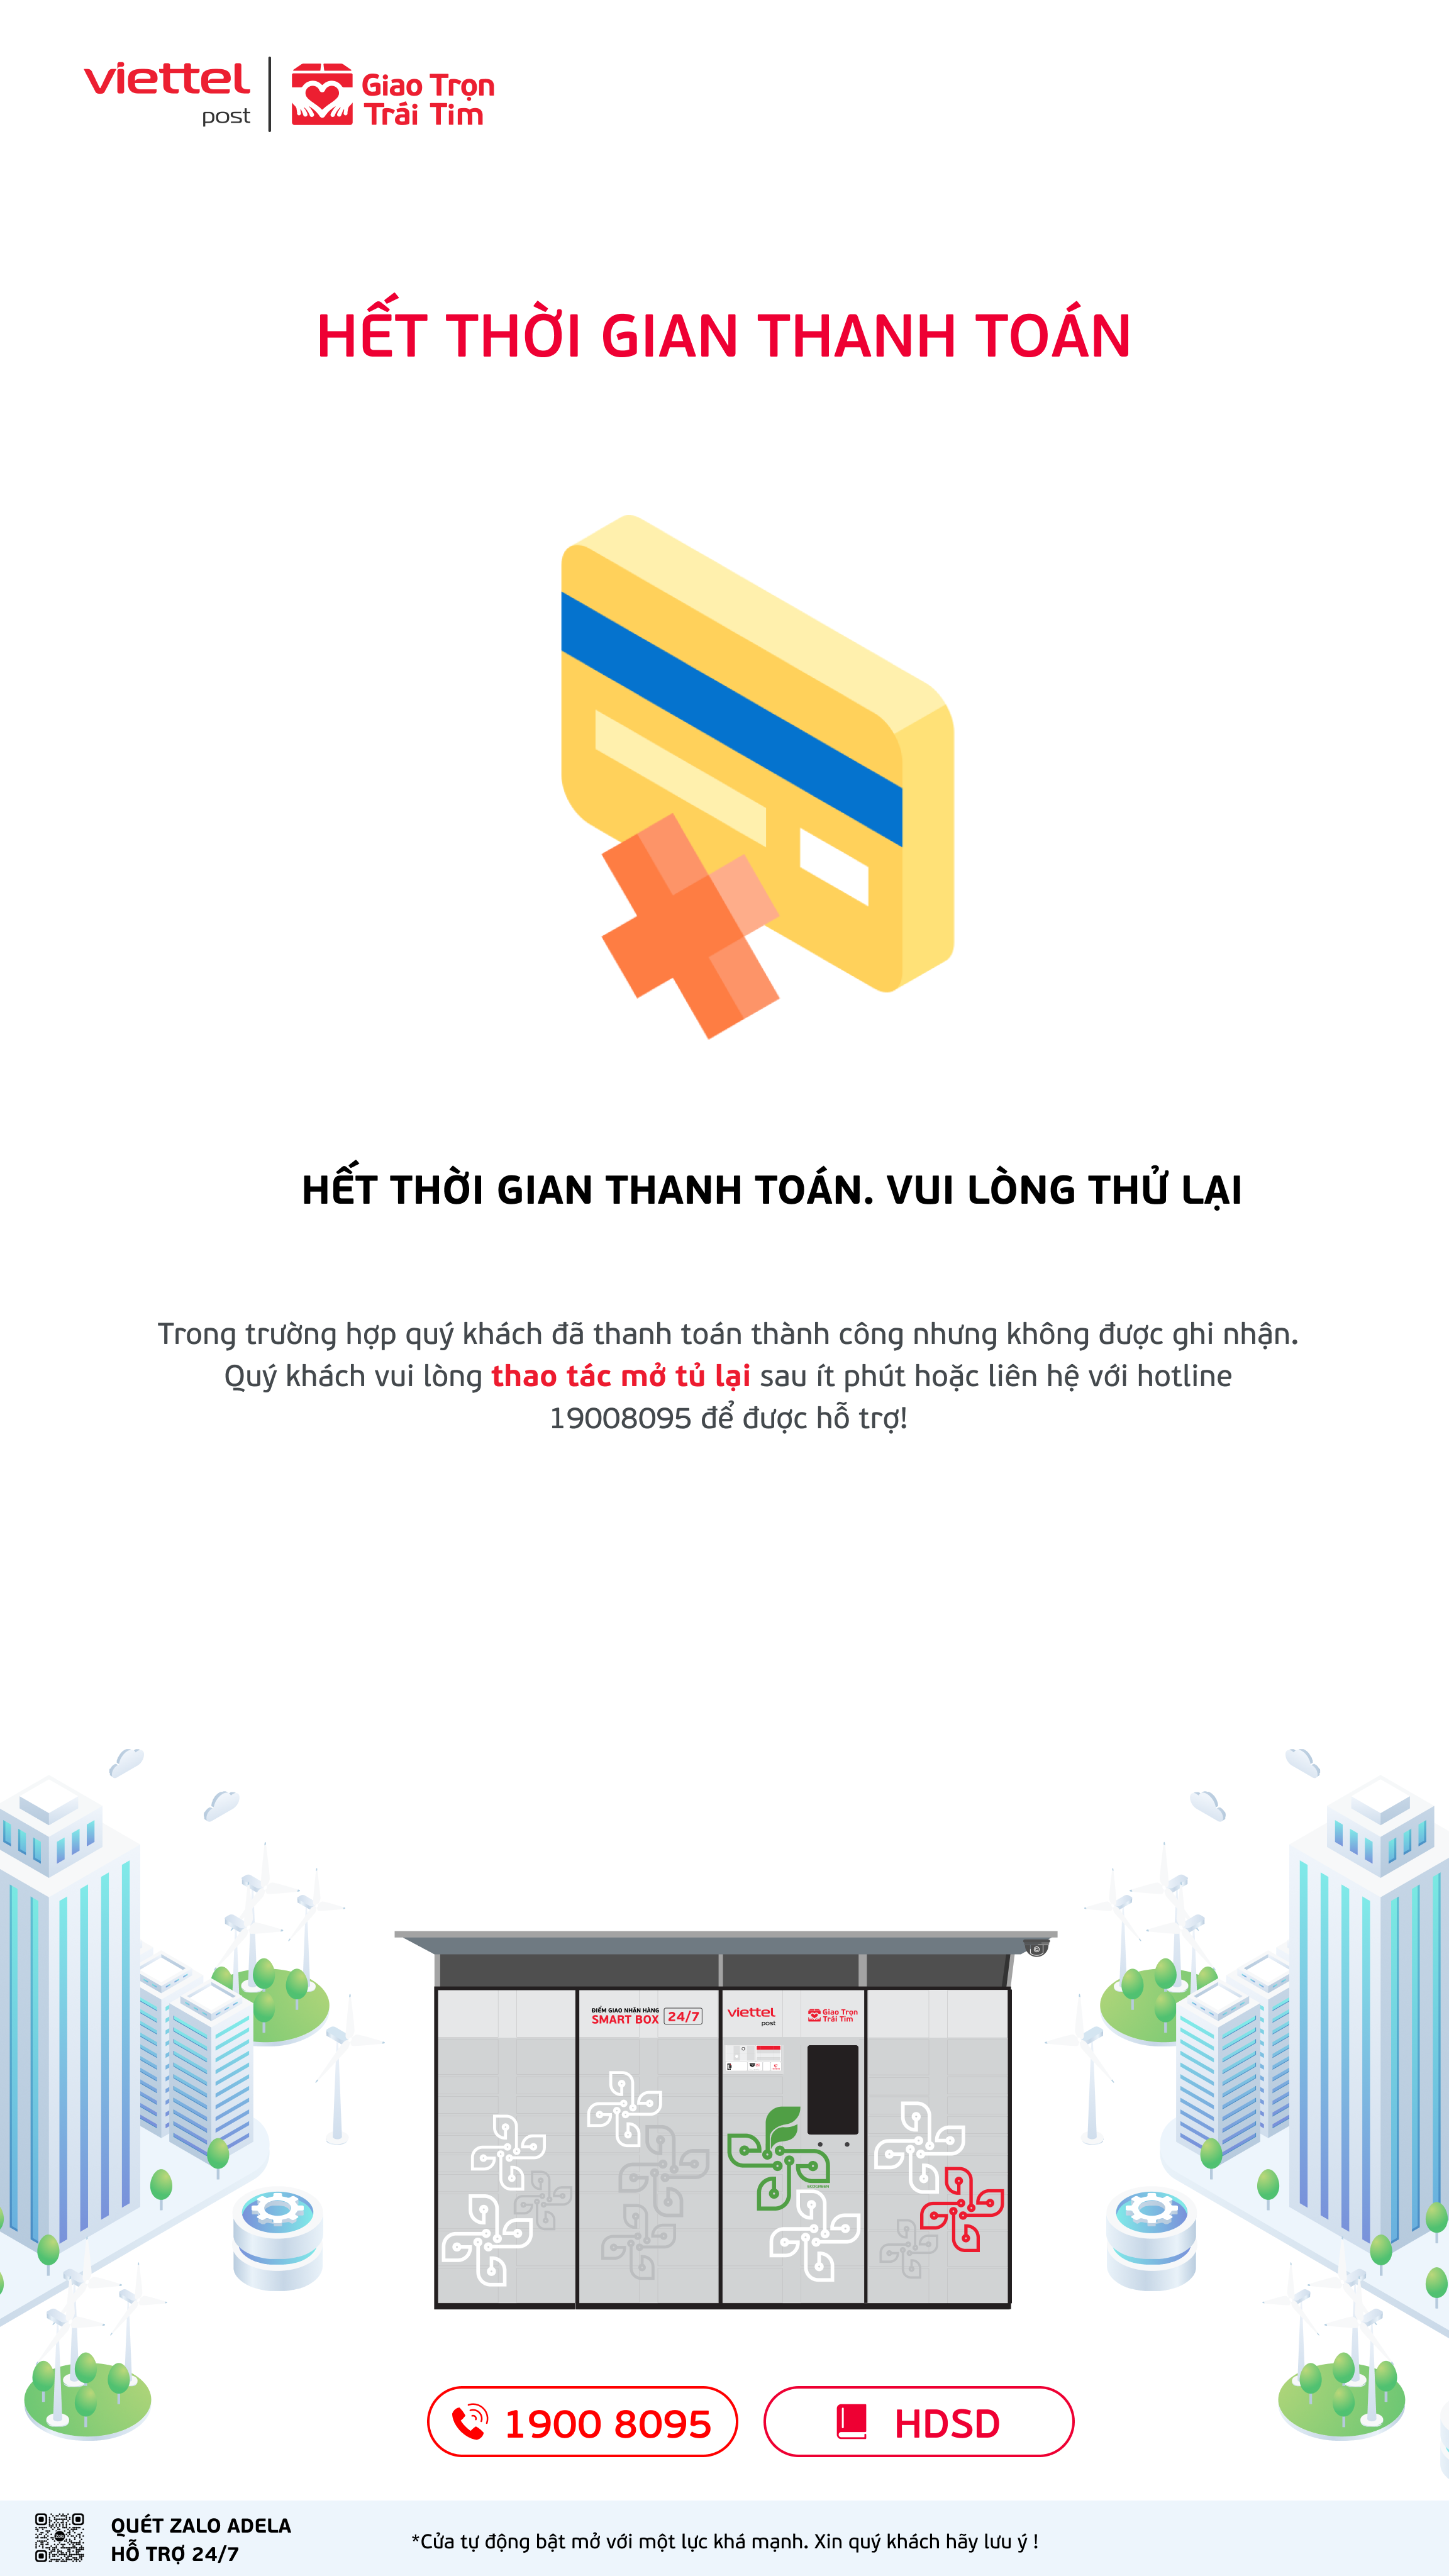 viettel
post
Giao Trọn
Trái Tim
HẾT THỜI GIAN THANH TOÁN
HẾT THỜI GIAN THANH TOÁN. VUI LÒNG THỬ LẠI
Trong trường hợp quý khách đã thanh toán thành công nhưng không được ghi nhận.
Quý khách vui lòng thao tác mở tủ lại sau ít phút hoặc liên hệ với hotline
19008095 để được hỗ trợ!
ĐIỂM GIAO NHẬN HÀNG
SMART BOX 24/7
viettel
post
Giao Trọn
Trái Tim
1900 8095
HDSD
QUÉT ZALO ADELA
HỖ TRỢ 24/7
*Cửa tự động bật mở với một lực khá mạnh. Xin quý khách hãy lưu ý !